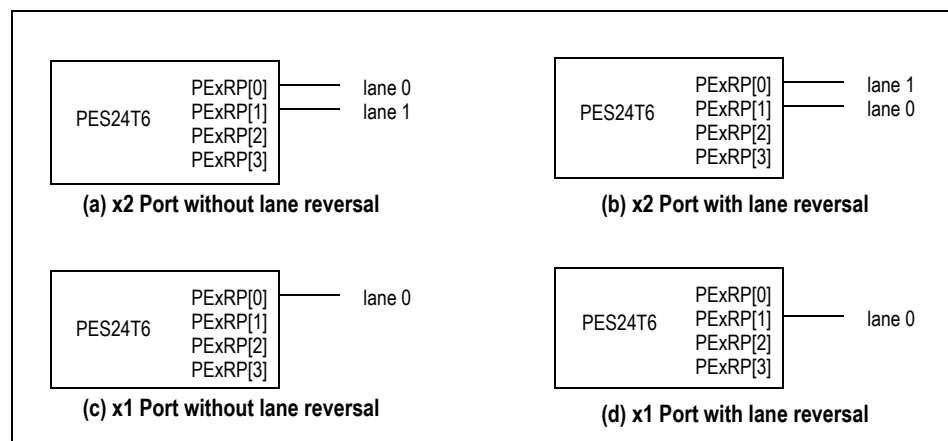 PES24T6
PExRP[0] lane 0
PExRP[1] lane 1
PExRP[2]
PExRP[3]
(a) x2 Port without lane reversal
PES24T6
PExRP[0] lane 1
PExRP[1] lane 0
PExRP[2]
PExRP[3]
(b) x2 Port with lane reversal
PES24T6
PExRP[0] lane 0
PExRP[1]
PExRP[2]
PExRP[3]
(c) x1 Port without lane reversal
PES24T6
PExRP[0]
PExRP[1] lane 0
PExRP[2]
PExRP[3]
(d) x1 Port with lane reversal